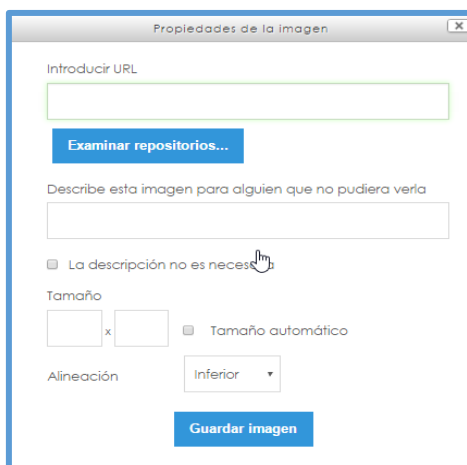 Propiedades de la imagen
Introducir URL
Examinar repositorios...
Describe esta imagen para alguien que no pudiera verla
La descripción no es necesaria
Tamaño
x
Tamaño automático
Alineación
Inferior
Guardar imagen